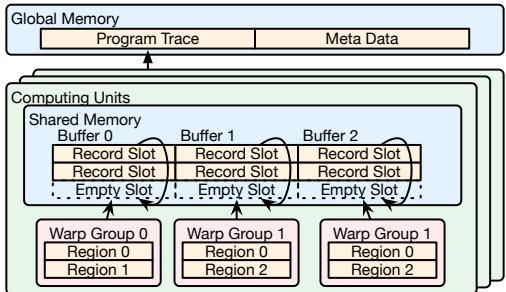 Global Memory
Program Trace Meta Data
Computing Units
Shared Memory
Buffer 0 Buffer 1 Buffer 2
Record Slot Record Slot Record Slot
Record Slot Record Slot Record Slot
Empty Slot Empty Slot Empty Slot
Warp Group 0 Warp Group 1 Warp Group 1
Region 0 Region 0 Region 0
Region 1 Region 2 Region 2